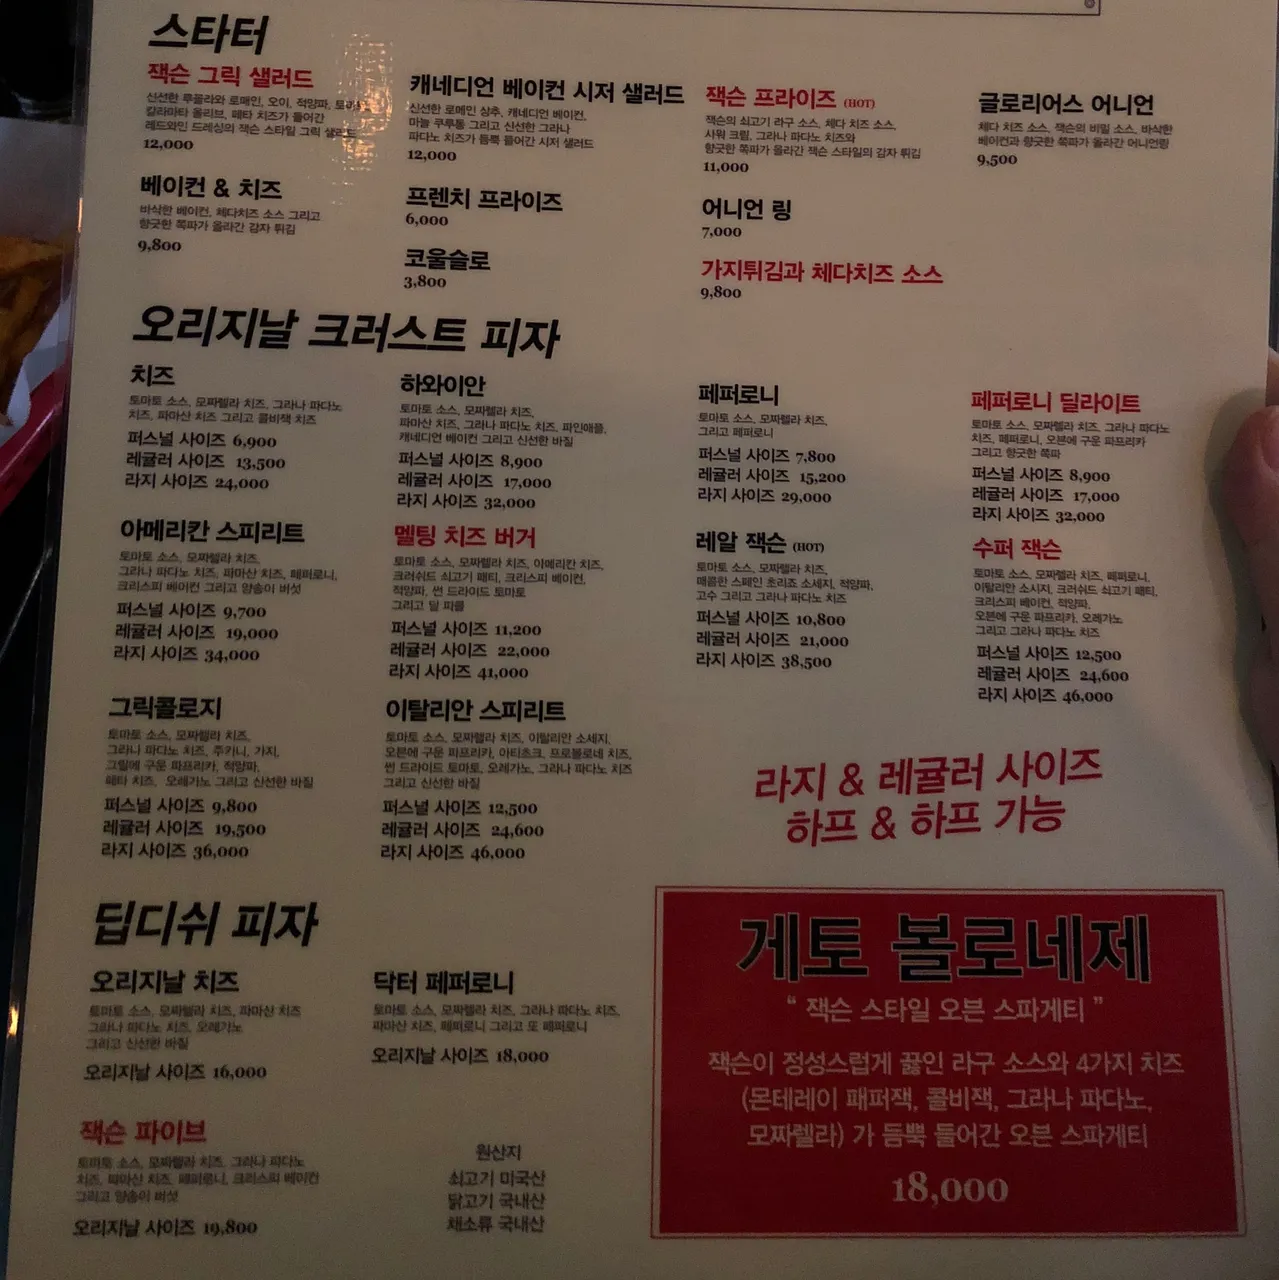 스타터
잭슨 그릭 샐러드
신선한 루꼴라와 로메인, 오이, 적양파, 토마토
칼라마타 올리브, 페타 치즈가 들어간
레드와인 드레싱의 잭슨 스타일 그릭 샐러드
12,000
캐네디언 베이컨 시저 샐러드
신선한 로메인 상추, 캐네디언 베이컨,
마늘 쿠루통 그리고 신선한 그라나
파다노 치즈가 듬뿍 들어간 시저 샐러드
12,000
잭슨 프라이즈 (HOT)
잭슨의 쇠고기 라구 소스, 체다 치즈 소스,
사워 크림, 그라나 파다노 치즈와
향긋한 쪽파가 올라간 잭슨 스타일의 감자 튀김
11,000
글로리어스 어니언
체다 치즈 소스, 잭슨의 비밀 소스, 바삭한
베이컨과 향긋한 쪽파가 올라간 어니언링
9,500
베이컨 & 치즈
바삭한 베이컨, 체다치즈 소스 그리고
향긋한 쪽파가 올라간 감자 튀김
9,800
프렌치 프라이즈
6,000
어니언 링
7,000
코울슬로
3,800
가지튀김과 체다치즈 소스
9,800
오리지날 크러스트 피자
치즈
토마토 소스, 모짜렐라 치즈, 그라나 파다노
치즈, 파마산 치즈 그리고 콜비잭 치즈
퍼스널 사이즈 6,900
레귤러 사이즈 13,500
라지 사이즈 24,000
하와이안
토마토 소스, 모짜렐라 치즈,
파마산 치즈, 그라나 파다노 치즈, 파인애플,
캐네디언 베이컨 그리고 신선한 바질
퍼스널 사이즈 8,900
레귤러 사이즈 17,000
라지 사이즈 32,000
페퍼로니
토마토 소스, 모짜렐라 치즈,
그리고 페퍼로니
퍼스널 사이즈 7,800
레귤러 사이즈 15,200
라지 사이즈 29,000
페퍼로니 딜라이트
토마토 소스, 모짜렐라 치즈, 그라나 파다노
치즈, 페퍼로니, 오븐에 구운 파프리카
그리고 향긋한 쪽파
퍼스널 사이즈 8,900
레귤러 사이즈 17,000
라지 사이즈 32,000
아메리칸 스피리트
토마토 소스, 모짜렐라 치즈,
그라나 파다노 치즈, 파마산 치즈, 페퍼로니,
크리스피 베이컨 그리고 양송이 버섯
퍼스널 사이즈 9,700
레귤러 사이즈 19,000
라지 사이즈 34,000
멜팅 치즈 버거
토마토 소스, 모짜렐라 치즈, 아메리칸 치즈,
크러쉬드 쇠고기 패티, 크리스피 베이컨,
적양파, 썬 드라이드 토마토
그리고 딜 피클
퍼스널 사이즈 11,200
레귤러 사이즈 22,000
라지 사이즈 41,000
레알 잭슨 (HOT)
토마토 소스, 모짜렐라 치즈,
매콤한 스페인 초리죠 소세지, 적양파,
고수 그리고 그라나 파다노 치즈
퍼스널 사이즈 10,800
레귤러 사이즈 21,000
라지 사이즈 38,500
수퍼 잭슨
토마토 소스, 모짜렐라 치즈, 페퍼로니,
이탈리안 소시지, 크러쉬드 쇠고기 패티,
크리스피 베이컨, 적양파,
오븐에 구운 파프리카, 오레가노
그리고 그라나 파다노 치즈
퍼스널 사이즈 12,500
레귤러 사이즈 24,600
라지 사이즈 46,000
그릭콜로지
토마토 소스, 모짜렐라 치즈,
그라나 파다노 치즈, 주카니, 가지,
그릴에 구운 파프리카, 적양파,
페타 치즈, 오레가노 그리고 신선한 바질
퍼스널 사이즈 9,800
레귤러 사이즈 19,500
라지 사이즈 36,000
이탈리안 스피리트
토마토 소스, 모짜렐라 치즈, 이탈리안 소세지,
오븐에 구운 파프리카, 아티초크, 프로볼로네 치즈,
썬 드라이드 토마토, 오레가노, 그라나 파다노 치즈
그리고 신선한 바질
퍼스널 사이즈 12,500
레귤러 사이즈 24,600
라지 사이즈 46,000
라지 & 레귤러 사이즈
하프 & 하프 가능
딥디쉬 피자
오리지날 치즈
토마토 소스, 모짜렐라 치즈, 파마산 치즈
그라나 파다노 치즈, 오레가노
그리고 신선한 바질
오리지날 사이즈 16,000
닥터 페퍼로니
토마토 소스, 모짜렐라 치즈, 그라나 파다노 치즈,
파마산 치즈, 페퍼로니 그리고 또 페퍼로니
오리지날 사이즈 18,000
잭슨 파이브
토마토 소스, 모짜렐라 치즈, 그라나 파다노
치즈, 파마산 치즈, 페퍼로니, 크리스피 베이컨
그리고 양송이 버섯
오리지날 사이즈 19,800
원산지
쇠고기 미국산
닭고기 국내산
채소류 국내산
게토 볼로네제
“ 잭슨 스타일 오븐 스파게티 ”
잭슨이 정성스럽게 끓인 라구 소스와 4가지 치즈
(몬테레이 패퍼잭, 콜비잭, 그라나 파다노,
모짜렐라) 가 듬뿍 들어간 오븐 스파게티
18,000